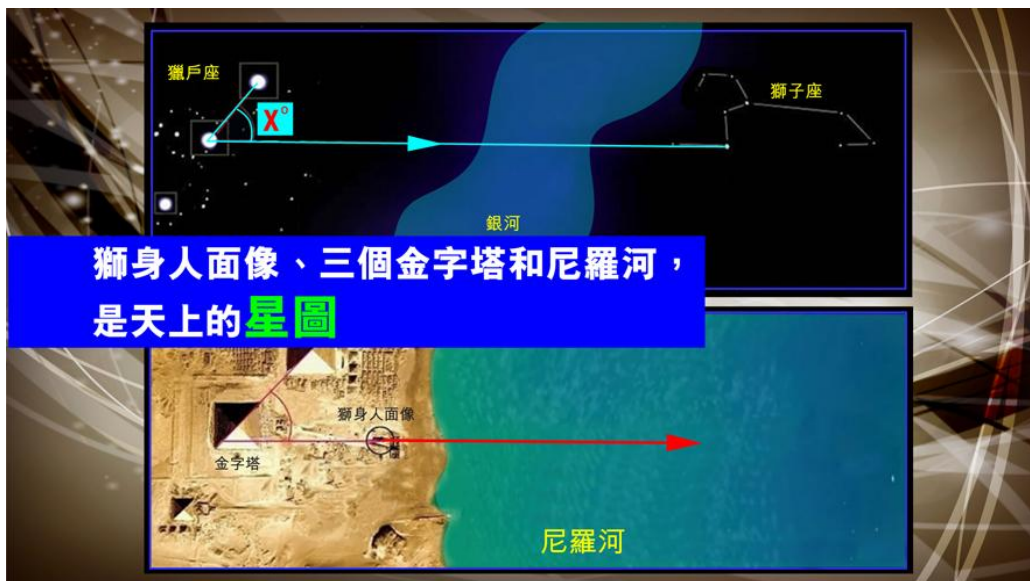 獵戶座
X°
獅子座
銀河
獅身人面像、三個金字塔和尼羅河，
是天上的星圖
獅身人面像
金字塔
尼羅河